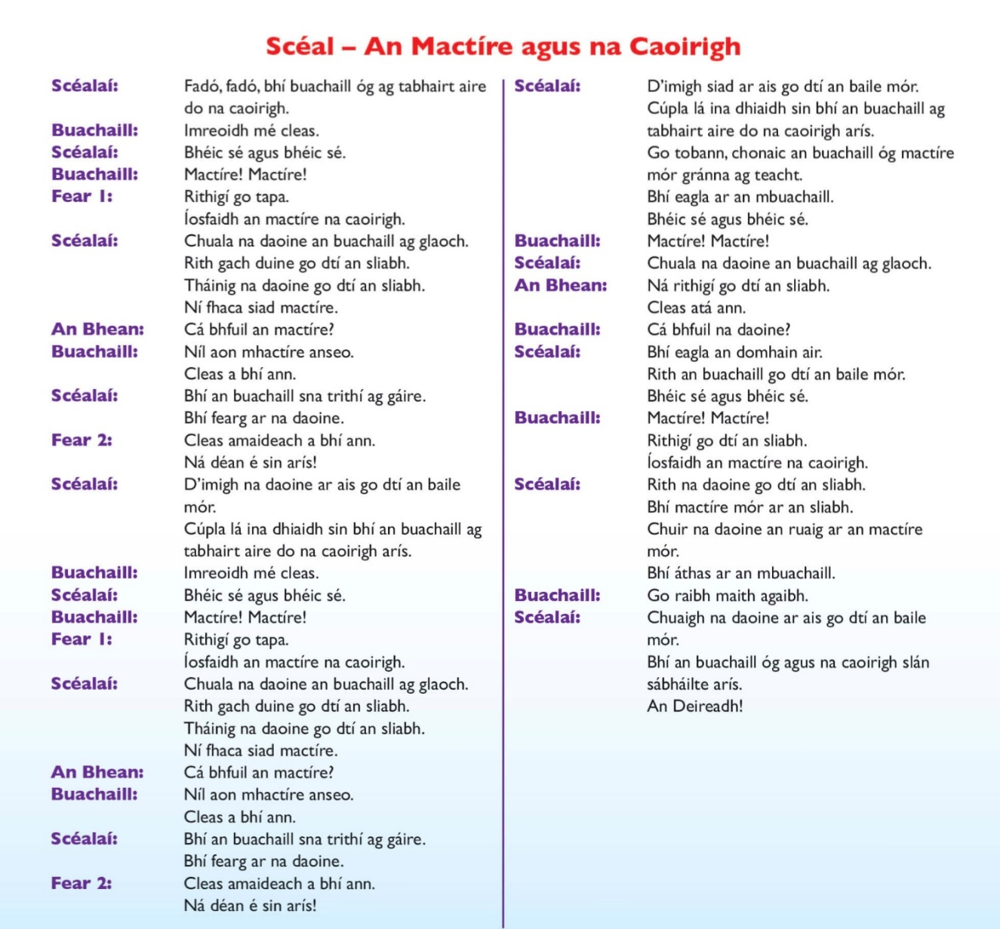 Scéal – An Mactíre agus na Caoirigh
Scéalaí: Fadó, fadó, bhí buachaill óg ag tabhairt aire
do na caoirigh.
Buachaill: Imreoidh mé cleas.
Scéalaí: Bhéic sé agus bhéic sé.
Buachaill: Mactíre! Mactíre!
Fear 1: Rithigí go tapa.
Íosfaidh an mactíre na caoirigh.
Scéalaí: Chuala na daoine an buachaill ag glaoch.
Rith gach duine go dtí an sliabh.
Tháinig na daoine go dtí an sliabh.
Ní fhaca siad mactíre.
An Bhean: Cá bhfuil an mactíre?
Buachaill: Níl aon mhactíre anseo.
Cleas a bhí ann.
Scéalaí: Bhí an buachaill sna trithí ag gáire.
Bhí fearg ar na daoine.
Fear 2: Cleas amaideach a bhí ann.
Ná déan é sin arís!
Scéalaí: D'imigh na daoine ar ais go dtí an baile
mór.
Cúpla lá ina dhiaidh sin bhí an buachaill ag
tabhairt aire do na caoirigh arís.
Buachaill: Imreoidh mé cleas.
Scéalaí: Bhéic sé agus bhéic sé.
Buachaill: Mactíre! Mactíre!
Fear 1: Rithigí go tapa.
Íosfaidh an mactíre na caoirigh.
Scéalaí: Chuala na daoine an buachaill ag glaoch.
Rith gach duine go dtí an sliabh.
Tháinig na daoine go dtí an sliabh.
Ní fhaca siad mactíre.
An Bhean: Cá bhfuil an mactíre?
Buachaill: Níl aon mhactíre anseo.
Cleas a bhí ann.
Scéalaí: Bhí an buachaill sna trithí ag gáire.
Bhí fearg ar na daoine.
Fear 2: Cleas amaideach a bhí ann.
Ná déan é sin arís!
Scéalaí: D'imigh siad ar ais go dtí an baile mór.
Cúpla lá ina dhiaidh sin bhí an buachaill ag
tabhairt aire do na caoirigh arís.
Go tobann, chonaic an buachaill óg mactíre
mór gránna ag teacht.
Bhí eagla ar an mbuachaill.
Bhéic sé agus bhéic sé.
Buachaill: Mactíre! Mactíre!
Scéalaí: Chuala na daoine an buachaill ag glaoch.
An Bhean: Ná rithigí go dtí an sliabh.
Cleas atá ann.
Buachaill: Cá bhfuil na daoine?
Scéalaí: Bhí eagla an domhain air.
Rith an buachaill go dtí an baile mór.
Bhéic sé agus bhéic sé.
Buachaill: Mactíre! Mactíre!
Rithigí go dtí an sliabh.
Íosfaidh an mactíre na caoirigh.
Scéalaí: Rith na daoine go dtí an sliabh.
Bhí mactíre mór ar an sliabh.
Chuir na daoine an ruaig ar an mactíre
mór.
Bhí áthas ar an mbuachaill.
Buachaill: Go raibh maith agaibh.
Scéalaí: Chuaigh na daoine ar ais go dtí an baile
mór.
Bhí an buachaill óg agus na caoirigh slán
sábháilte arís.
An Deireadh!